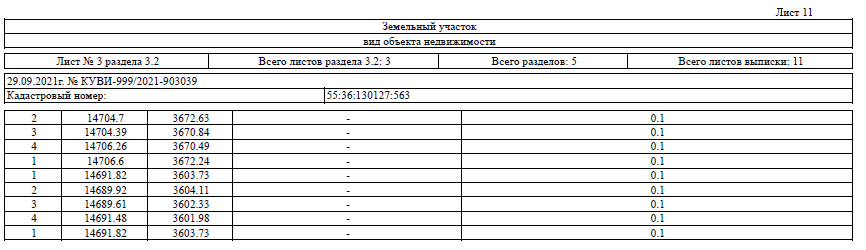 Лист 11
Земельный участок
вид объекта недвижимости
Лист № 3 раздела 3.2 Всего листов раздела 3.2: 3 Всего разделов: 5 Всего листов выписки: 11
29.09.2021г. № КУВИ-999/2021-903039
Кадастровый номер: 55:36:130127:563
2 14704.7 3672.63 - 0.1
3 14704.39 3670.84 - 0.1
4 14706.26 3670.49 - 0.1
1 14706.6 3672.24 - 0.1
1 14691.82 3603.73 - 0.1
2 14689.92 3604.11 - 0.1
3 14689.61 3602.33 - 0.1
4 14691.48 3601.98 - 0.1
1 14691.82 3603.73 - 0.1